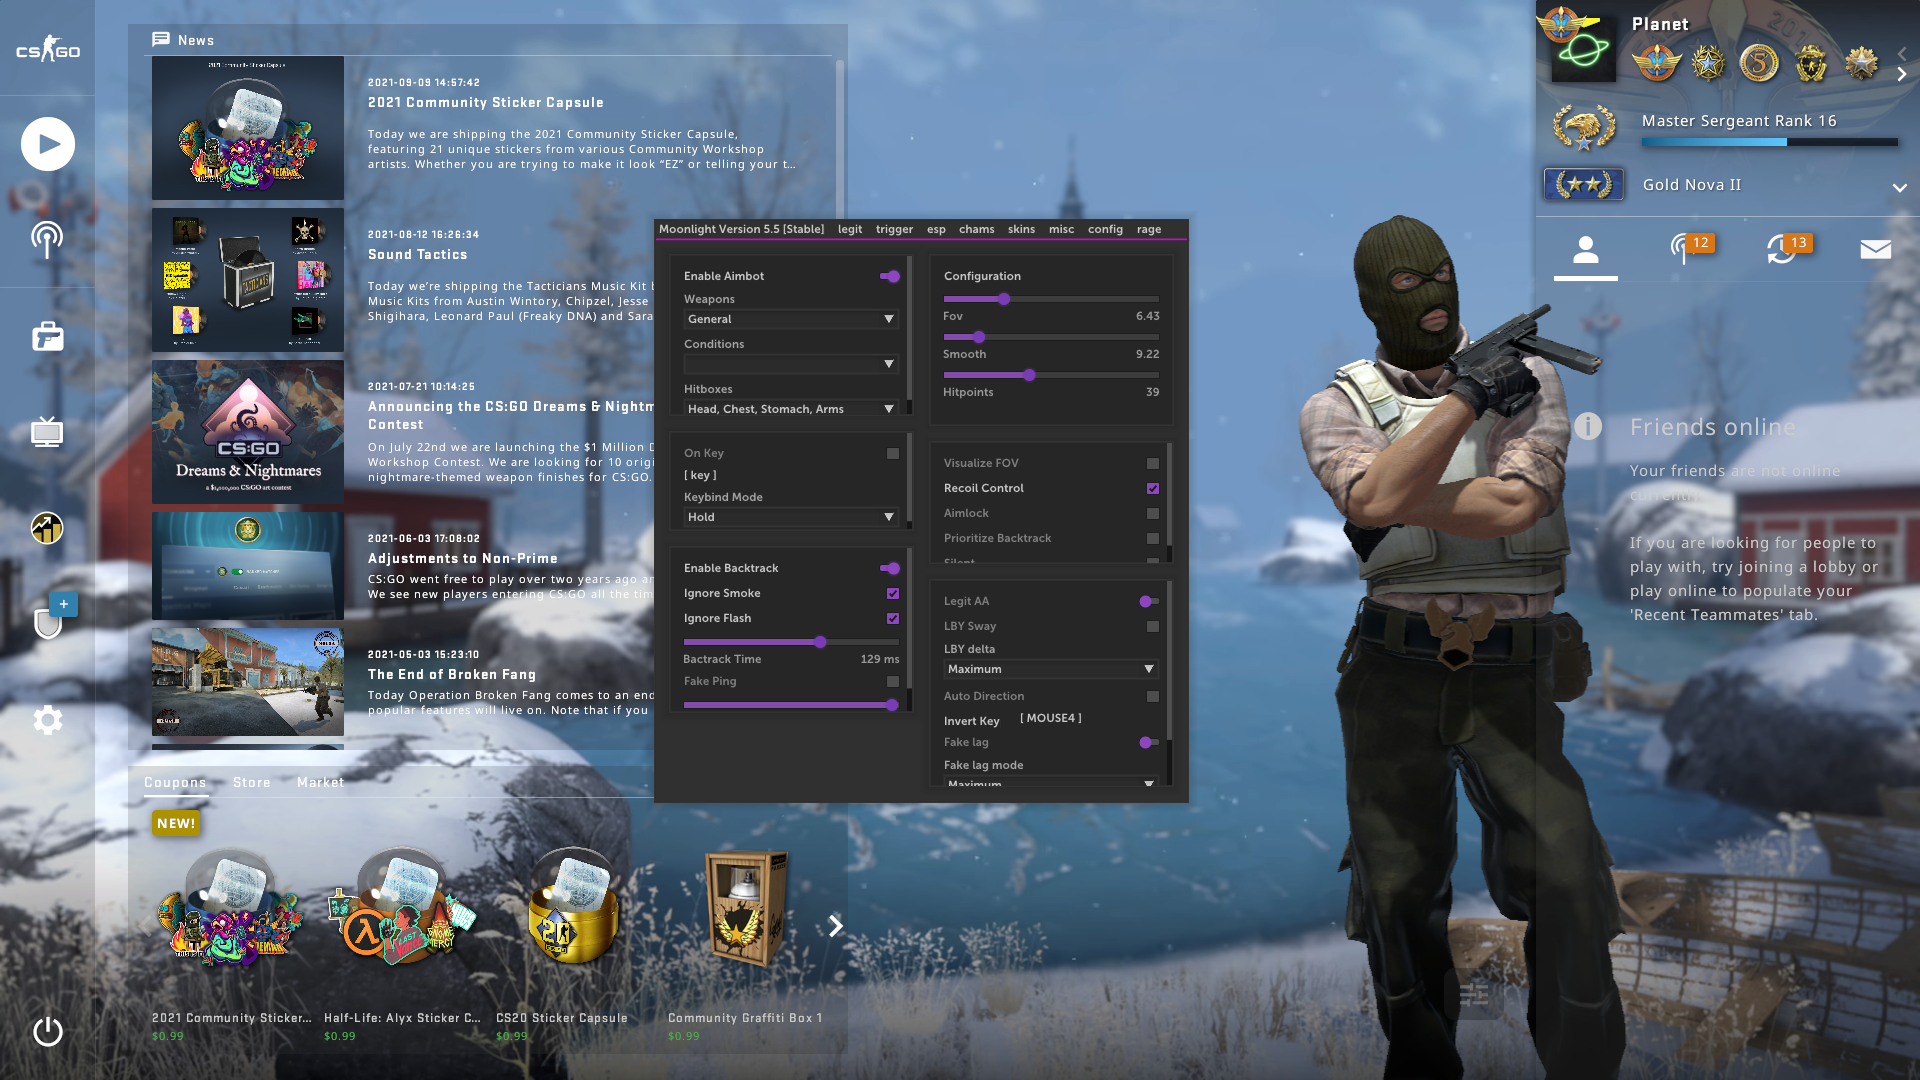 CS GO
News
2021 Community Sticker Capsule
2021-09-09 14:57:42
2021 Community Sticker Capsule
Today we are shipping the 2021 Community Sticker Capsule,
featuring 21 unique stickers from various Community Workshop
artists. Whether you are trying to make it look “EZ” or telling your t...
2021-08-12 16:26:34
Sound Tactics
Today we're shipping the Tacticians Music Kit
Music Kits from Austin Wintory, Chipzel, Jesse
Shigihara, Leonard Paul (Freaky DNA) and Sara
CS:GO
Dreams & Nightmares
a $1,000,000 CS:GO art contest
2021-07-21 10:14:25
Announcing the CS:GO Dreams & Nightm
Contest
On July 22nd we are launching the $1 Million
Workshop Contest. We are looking for 10 origi
nightmare-themed weapon finishes for CS:GO.
2021-06-03 17:08:02
Adjustments to Non-Prime
CS:GO went free to play over two years ago
We see new players entering CS:GO all the tim
2021-05-03 15:23:10
The End of Broken Fang
Today Operation Broken Fang comes to an end
popular features will live on. Note that if you
Coupons Store Market
NEW!
2021 Community Sticker... Half-Life: Alyx Sticker C... CS20 Sticker Capsule Community Graffiti Box 1
$0.99 $0.99 $0.99 $0.99
Moonlight Version 5.5 [Stable] legit trigger esp chams skins misc config rage
Enable Aimbot
Weapons
General
Conditions
Hitboxes
Head, Chest, Stomach, Arms
On Key
[ key ]
Keybind Mode
Hold
Enable Backtrack
Ignore Smoke
Ignore Flash
Bactrack Time 129 ms
Fake Ping
Configuration
Fov 6.43
Smooth 9.22
Hitpoints 39
Visualize FOV
Recoil Control
Aimlock
Prioritize Backtrack
Silent
Legit AA
LBY Sway
LBY delta
Maximum
Auto Direction
Invert Key [ MOUSE4 ]
Fake lag
Fake lag mode
Maximum
Planet
5
Master Sergeant Rank 16
Gold Nova II
12 13
Friends online
Your friends are not online
currently.
If you are looking for people to
play with, try joining a lobby or
play online to populate your
'Recent Teammates' tab.